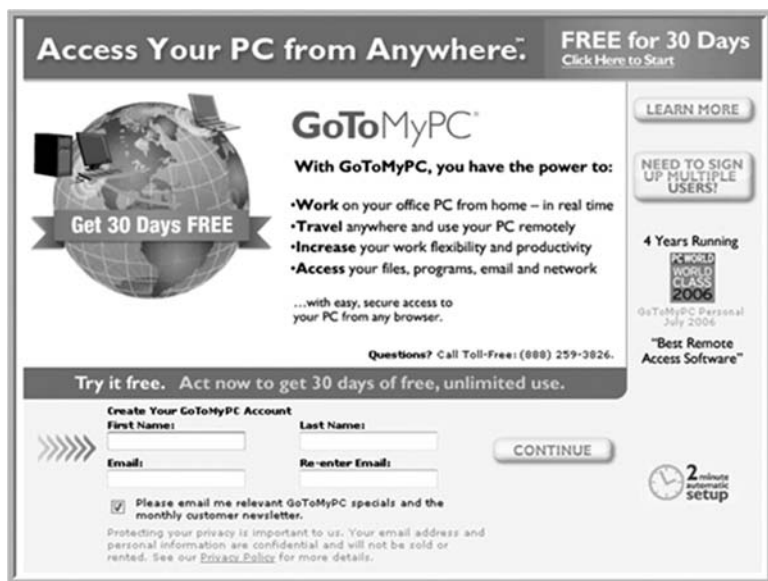 Access Your PC from Anywhere.™
FREE for 30 Days
Click Here to Start
GoToMyPC®
With GoToMyPC, you have the power to:
•Work on your office PC from home – in real time
•Travel anywhere and use your PC remotely
•Increase your work flexibility and productivity
•Access your files, programs, email and network
...with easy, secure access to
your PC from any browser.
Questions? Call Toll-Free: (888) 259-3826.
Get 30 Days FREE
LEARN MORE
NEED TO SIGN
UP MULTIPLE
USERS?
4 Years Running
PC WORLD
WORLD
CLASS
2006
GoToMyPC Personal
July 2006
"Best Remote
Access Software"
Try it free. Act now to get 30 days of free, unlimited use.
Create Your GoToMyPC Account
First Name:
Last Name:
Email:
Re-enter Email:
CONTINUE
Please email me relevant GoToMyPC specials and the
monthly customer newsletter.
Protecting your privacy is important to us. Your email address and
personal information are confidential and will not be sold or
rented. See our Privacy Policy for more details.
2 minute
automatic
setup